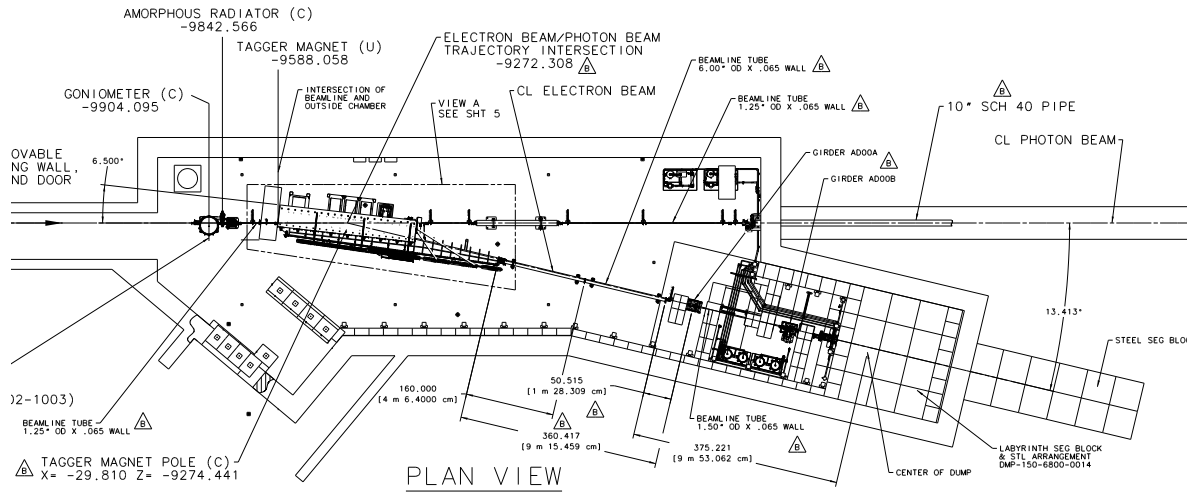 AMORPHOUS RADIATOR (C)
-9842.566
TAGGER MAGNET (U)
-9588.058
ELECTRON BEAM/PHOTON BEAM
TRAJECTORY INTERSECTION
-9272.308 B
BEAMLINE TUBE
6.00" OD X .065 WALL B
GONIOMETER (C)
-9904.095
INTERSECTION OF
BEAMLINE AND
OUTSIDE CHAMBER
VIEW A
SEE SHT 5
CL ELECTRON BEAM
BEAMLINE TUBE
1.25" OD X .065 WALL B
B
10" SCH 40 PIPE
CL PHOTON BEAM
OVABLE
NG WALL,
ND DOOR
6.500°
GIRDER AD00A B
GIRDER AD00B
13.413°
STEEL SEG BLOC
02-1003)
BEAMLINE TUBE
1.25" OD X .065 WALL B
B TAGGER MAGNET POLE (C)
X= -29.810 Z= -9274.441
160.000
[4 m 6.4000 cm]
50.515
[1 m 28.309 cm]
B B
360.417
[9 m 15.459 cm]
BEAMLINE TUBE
1.50" OD X .065 WALL
B
375.221
[9 m 53.062 cm]
LABYRINTH SEG BLOCK
& STL ARRANGEMENT
DMP-150-6800-0014
CENTER OF DUMP
PLAN VIEW